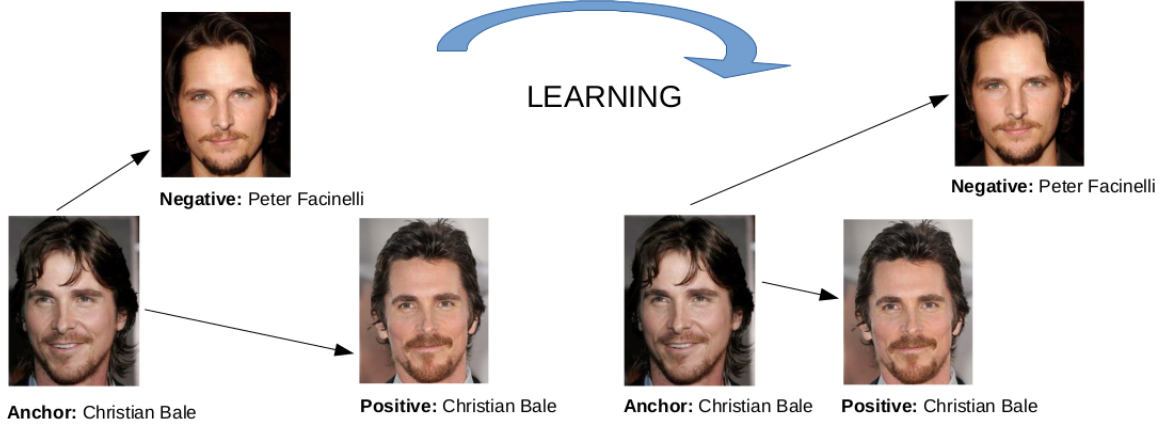 LEARNING
Negative: Peter Facinelli
Negative: Peter Facinelli
Anchor: Christian Bale
Positive: Christian Bale
Anchor: Christian Bale
Positive: Christian Bale